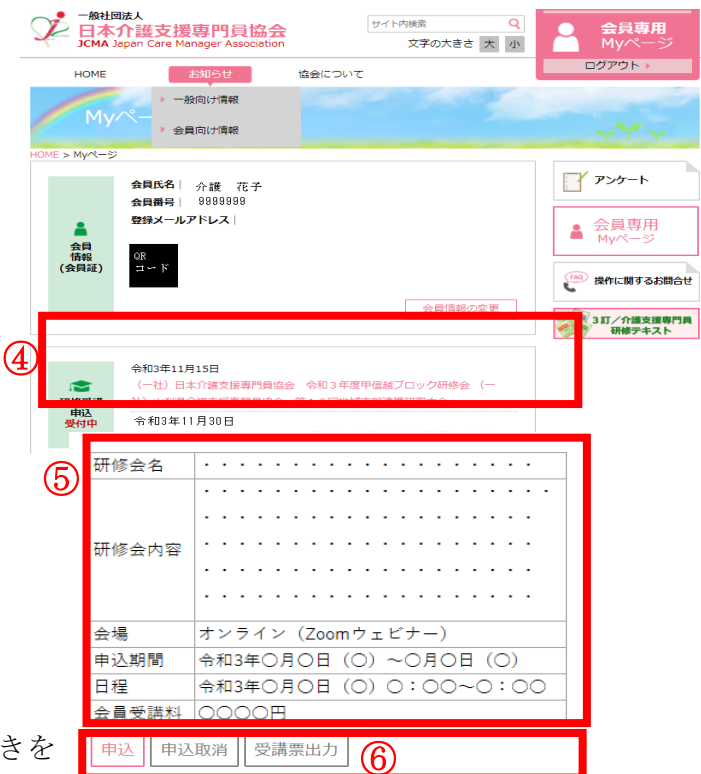 一般社団法人
日本介護支援専門員協会
JCMA Japan Care Manager Association
サイト内検索
文字の大きさ 大 小
会員専用
Myページ
ログアウト
HOME お知らせ 協会について
一般向け情報
会員向け情報
Myペー
HOME > Myページ
会員
情報
(会員証)
会員氏名| 介護 花子
会員番号| 9999999
登録メールアドレス|
QR
コード
会員情報の変更
アンケート
会員専用
Myページ
FAQ 操作に関するお問合せ
3訂/介護支援専門員
研修テキスト
④
申込
受付中
令和3年11月15日
(一社)日本介護支援専門員協会 令和3年度甲信越ブロック研修会 (一
令和3年11月30日
⑤
研修会名 ・・・・・・・・・・・・・・・・・・・
研修会内容 ・・・・・・・・・・・・・・・・・・・・
・・・・・・・・・・・・・・・・・・・
・・・・・・・・・・・・・・・・・・・
・・・・・・・・・・・・・・・・・・・
・・・・・・・・・・・・・・・・・・・
会場 オンライン(Zoomウェビナー)
申込期間 令和3年〇月〇日(〇)~〇月〇日(〇)
日程 令和3年〇月〇日(〇)〇:〇〇~〇:〇〇
会員受講料 〇〇〇〇円
きを
申込 申込取消 受講票出力 ⑥